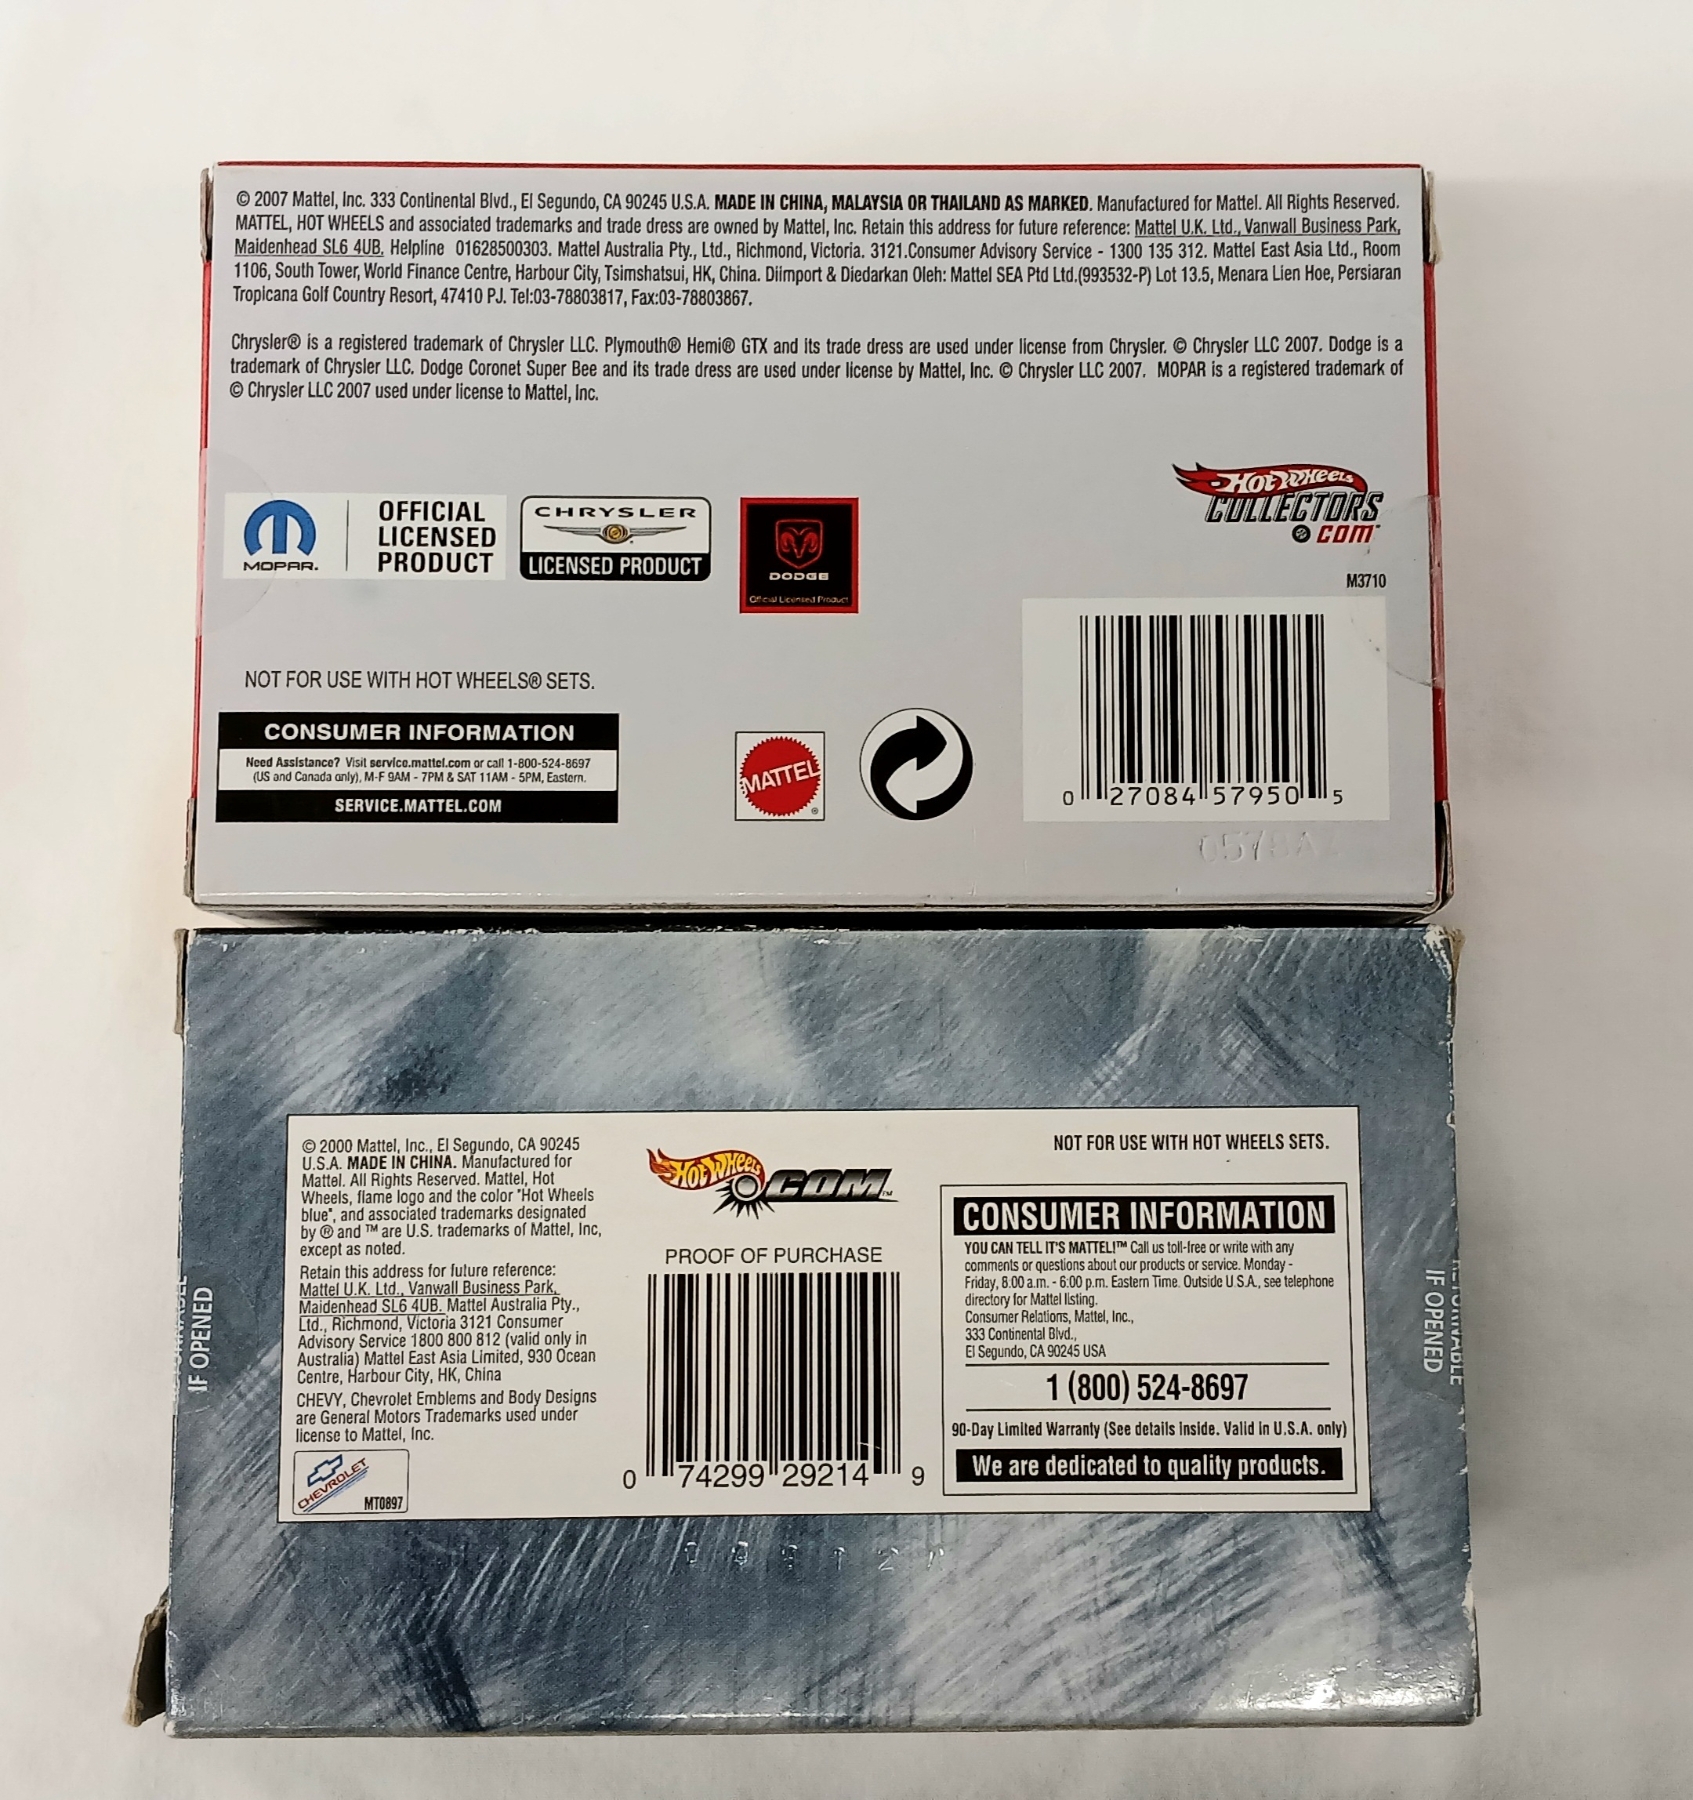 © 2007 Mattel, Inc. 333 Continental Blvd., El Segundo, CA 90245 U.S.A. MADE IN CHINA, MALAYSIA OR THAILAND AS MARKED. Manufactured for Mattel. All Rights Reserved.
MATTEL, HOT WHEELS and associated trademarks and trade dress are owned by Mattel, Inc. Retain this address for future reference: Mattel U.K. Ltd., Vanwall Business Park,
Maidenhead SL6 4UB. Helpline 01628500303. Mattel Australia Pty., Ltd., Richmond, Victoria. 3121.Consumer Advisory Service - 1300 135 312. Mattel East Asia Ltd., Room
1106, South Tower, World Finance Centre, Harbour City, Tsimshatsui, HK, China. Diimport & Diedarkan Oleh: Mattel SEA Ptd Ltd.(993532-P) Lot 13.5, Menara Lien Hoe, Persiaran
Tropicana Golf Country Resort, 47410 PJ. Tel:03-78803817, Fax:03-78803867.
Chrysler® is a registered trademark of Chrysler LLC. Plymouth® Hemi® GTX and its trade dress are used under license from Chrysler. © Chrysler LLC 2007. Dodge is a
trademark of Chrysler LLC. Dodge Coronet Super Bee and its trade dress are used under license by Mattel, Inc. © Chrysler LLC 2007. MOPAR is a registered trademark of
© Chrysler LLC 2007 used under license to Mattel, Inc.
MOPAR.
OFFICIAL
LICENSED
PRODUCT
CHRYSLER
LICENSED PRODUCT
DODGE
Official Licensed Product
HOT WHEELS
COLLECTORS
.COM
M3710
NOT FOR USE WITH HOT WHEELS® SETS.
CONSUMER INFORMATION
Need Assistance? Visit service.mattel.com or call 1-800-524-8697
(US and Canada only), M-F 9AM - 7PM & SAT 11AM - 5PM, Eastern.
SERVICE.MATTEL.COM
MATTEL ®
0 27084 57950 5
© 2000 Mattel, Inc., El Segundo, CA 90245
U.S.A. MADE IN CHINA. Manufactured for
Mattel. All Rights Reserved. Mattel, Hot
Wheels, flame logo and the color "Hot Wheels
blue", and associated trademarks designated
by ® and ™ are U.S. trademarks of Mattel, Inc,
except as noted.
Retain this address for future reference:
Mattel U.K. Ltd., Vanwall Business Park,
Maidenhead SL6 4UB. Mattel Australia Pty.,
Ltd., Richmond, Victoria 3121 Consumer
Advisory Service 1800 800 812 (valid only in
Australia) Mattel East Asia Limited, 930 Ocean
Centre, Harbour City, HK, China
CHEVY, Chevrolet Emblems and Body Designs
are General Motors Trademarks used under
license to Mattel, Inc.
CHEVROLET
MT0897
HOT WHEELS .COM™
PROOF OF PURCHASE
0 74299 29214 9
NOT FOR USE WITH HOT WHEELS SETS.
CONSUMER INFORMATION
YOU CAN TELL IT'S MATTEL!™ Call us toll-free or write with any
comments or questions about our products or service. Monday -
Friday, 8:00 a.m. - 6:00 p.m. Eastern Time. Outside U.S.A., see telephone
directory for Mattel listing.
Consumer Relations, Mattel, Inc.,
333 Continental Blvd.,
El Segundo, CA 90245 USA
1 (800) 524-8697
90-Day Limited Warranty (See details inside. Valid in U.S.A. only)
We are dedicated to quality products.
IF OPENED
IF OPENED